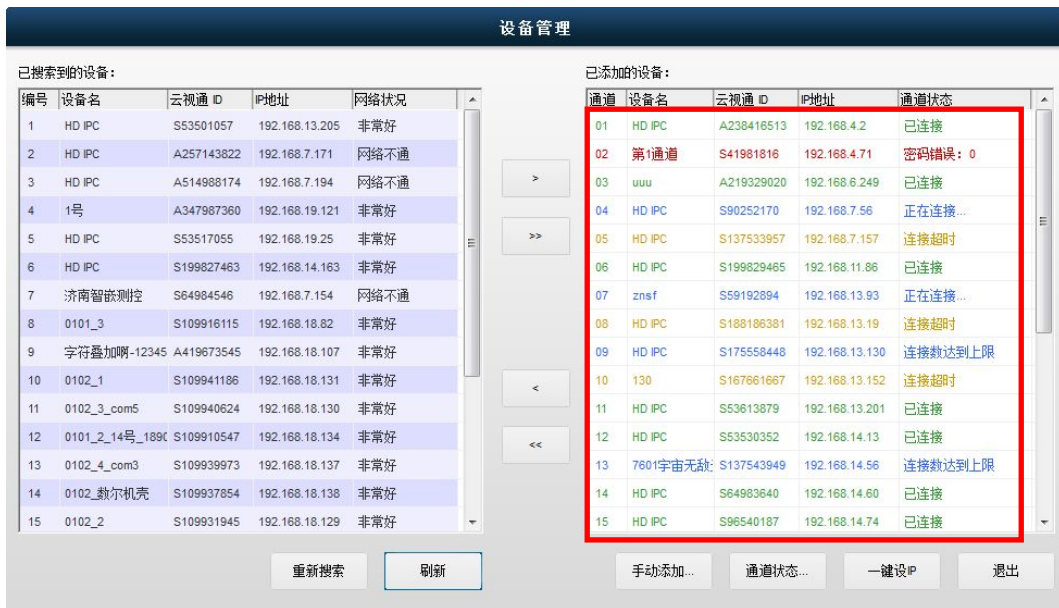 设备管理
已搜索到的设备:
编号 设备名 云视通 ID IP地址 网络状况
1 HD IPC S53501057 192.168.13.205 非常好
2 HD IPC A257143822 192.168.7.171 网络不通
3 HD IPC A514988174 192.168.7.194 网络不通
4 1号 A347987360 192.168.19.121 非常好
5 HD IPC S53517055 192.168.19.25 非常好
6 HD IPC S199827463 192.168.14.163 非常好
7 济南智嵌测控 S64984546 192.168.7.154 网络不通
8 0101_3 S109916115 192.168.18.82 非常好
9 字符叠加啊-12345 A419673545 192.168.18.107 非常好
10 0102_1 S109941186 192.168.18.131 非常好
11 0102_3_com5 S109940624 192.168.18.130 非常好
12 0101_2_14号_1890 S109910547 192.168.18.134 非常好
13 0102_4_com3 S109939973 192.168.18.137 非常好
14 0102_数尔机壳 S109937854 192.168.18.138 非常好
15 0102_2 S109931945 192.168.18.129 非常好
重新搜索 刷新
>
>>
<
<<
已添加的设备:
通道 设备名 云视通 ID IP地址 通道状态
01 HD IPC A238416513 192.168.4.2 已连接
02 第1通道 S41981816 192.168.4.71 密码错误: 0
03 uuu A219329020 192.168.6.249 已连接
04 HD IPC S90252170 192.168.7.56 正在连接...
05 HD IPC S137533957 192.168.7.157 连接超时
06 HD IPC S199829465 192.168.11.86 已连接
07 znsf S59192894 192.168.13.93 正在连接...
08 HD IPC S188186381 192.168.13.19 连接超时
09 HD IPC S175558448 192.168.13.130 连接数达到上限
10 130 S167661667 192.168.13.152 连接超时
11 HD IPC S53613879 192.168.13.201 已连接
12 HD IPC S53530352 192.168.14.13 已连接
13 7601宇宙无敌 S137543949 192.168.14.56 连接数达到上限
14 HD IPC S64983640 192.168.14.60 已连接
15 HD IPC S96540187 192.168.14.74 已连接
手动添加... 通道状态... 一键设IP 退出